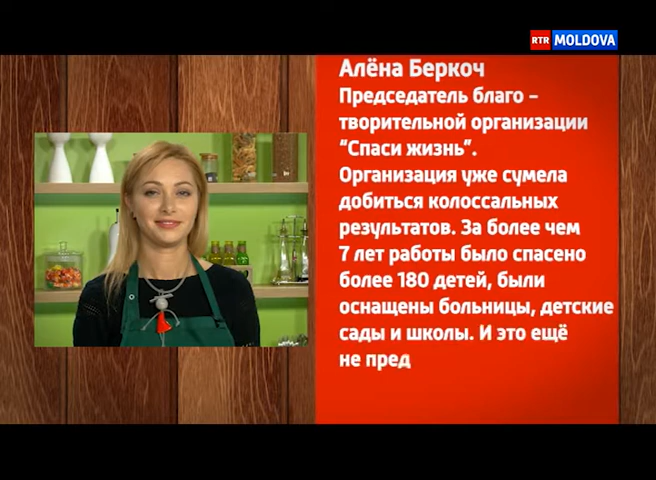 RTR MOLDOVA
Алёна Беркоч
Председатель благо –
творительной организации
“Спаси жизнь”.
Организация уже сумела
добиться колоссальных
результатов. За более чем
7 лет работы было спасено
более 180 детей, были
оснащены больницы, детские
сады и школы. И это ещё
не пред